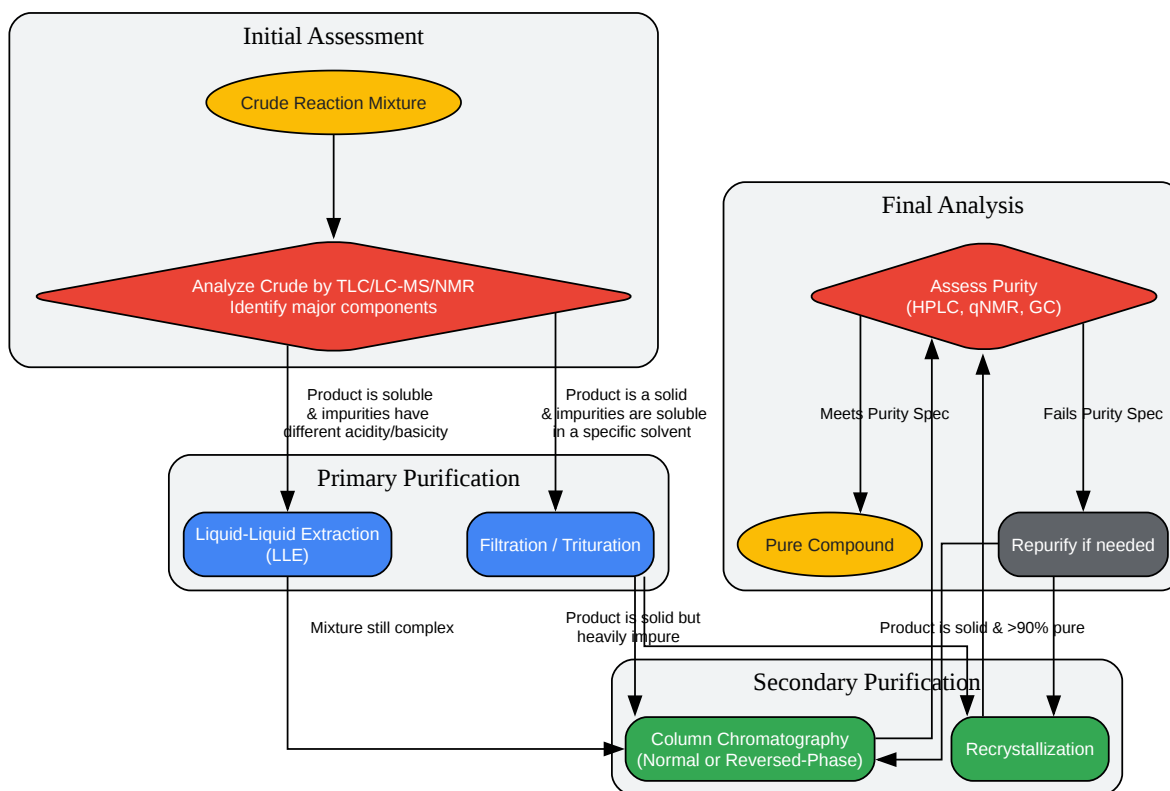 Initial Assessment
Crude Reaction Mixture
Analyze Crude by TLC/LC-MS/NMR
Identify major components
Product is soluble
& impurities have
different acidity/basicity
Product is a solid
& impurities are soluble
in a specific solvent
Primary Purification
Liquid-Liquid Extraction
(LLE)
Filtration / Trituration
Mixture still complex
Product is solid but
heavily impure
Final Analysis
Assess Purity
(HPLC, qNMR, GC)
Meets Purity Spec
Fails Purity Spec
Pure Compound
Repurify if needed
Product is solid & >90% pure
Secondary Purification
Column Chromatography
(Normal or Reversed-Phase)
Recrystallization